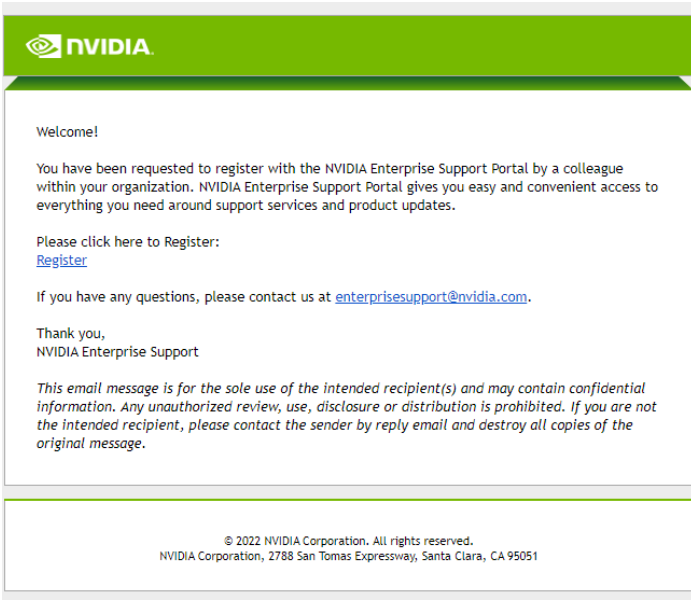 NVIDIA.
Welcome!
You have been requested to register with the NVIDIA Enterprise Support Portal by a colleague
within your organization. NVIDIA Enterprise Support Portal gives you easy and convenient access to
everything you need around support services and product updates.
Please click here to Register:
Register
If you have any questions, please contact us at enterprisesupport@nvidia.com.
Thank you,
NVIDIA Enterprise Support
This email message is for the sole use of the intended recipient(s) and may contain confidential
information. Any unauthorized review, use, disclosure or distribution is prohibited. If you are not
the intended recipient, please contact the sender by reply email and destroy all copies of the
original message.
© 2022 NVIDIA Corporation. All rights reserved.
NVIDIA Corporation, 2788 San Tomas Expressway, Santa Clara, CA 95051